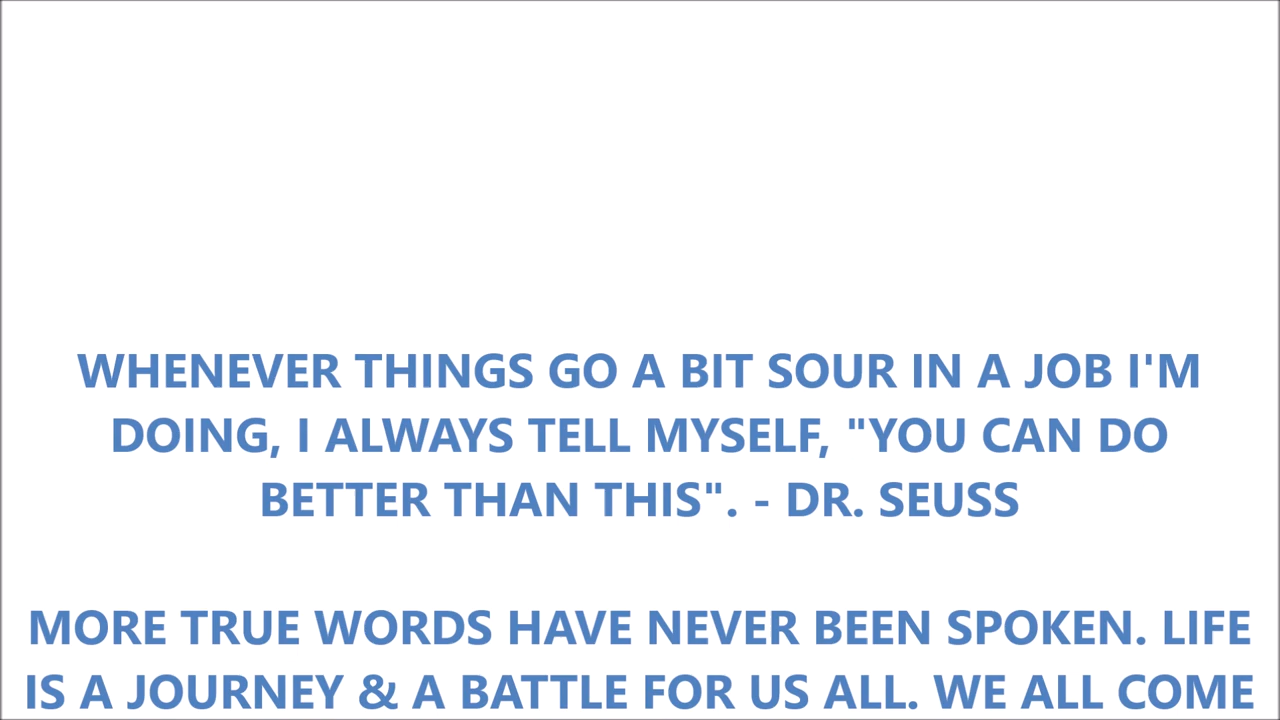 WHENEVER THINGS GO A BIT SOUR IN A JOB I'M
DOING, I ALWAYS TELL MYSELF, "YOU CAN DO
BETTER THAN THIS". - DR. SEUSS
MORE TRUE WORDS HAVE NEVER BEEN SPOKEN. LIFE
IS A JOURNEY & A BATTLE FOR US ALL. WE ALL COME